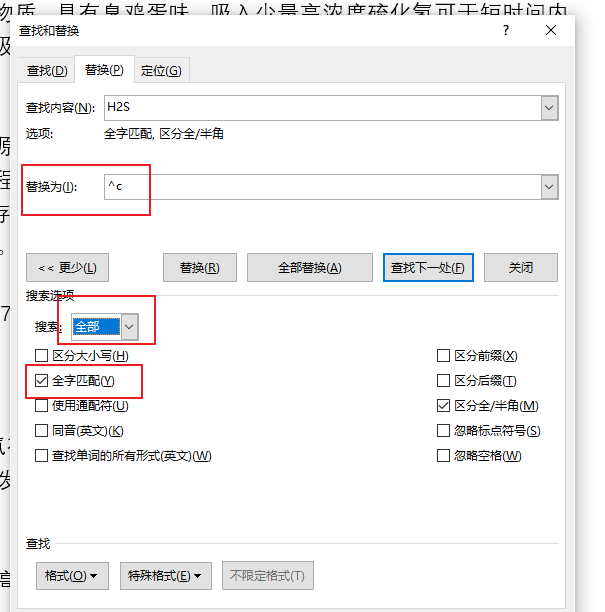 物质，具有臭鸡蛋味，吸入少量高浓度硫化氢可于短时间内
查找和替换 ?
及
查找(D) 替换(P) 定位(G)
查找内容(N): H2S
选项: 全字匹配, 区分全/半角
原
程
替换为(I): ^c
存
。
<< 更少(L) 替换(R) 全部替换(A) 查找下一处(F) 关闭
搜索选项
7
搜索: 全部
区分大小写(H) 区分前缀(X)
全字匹配(Y) 区分后缀(T)
使用通配符(U) 区分全/半角(M)
同音(英文)(K) 忽略标点符号(S)
查找单词的所有形式(英文)(W) 忽略空格(W)
发
查找
格式(O) 特殊格式(E) 不限定格式(T)
高